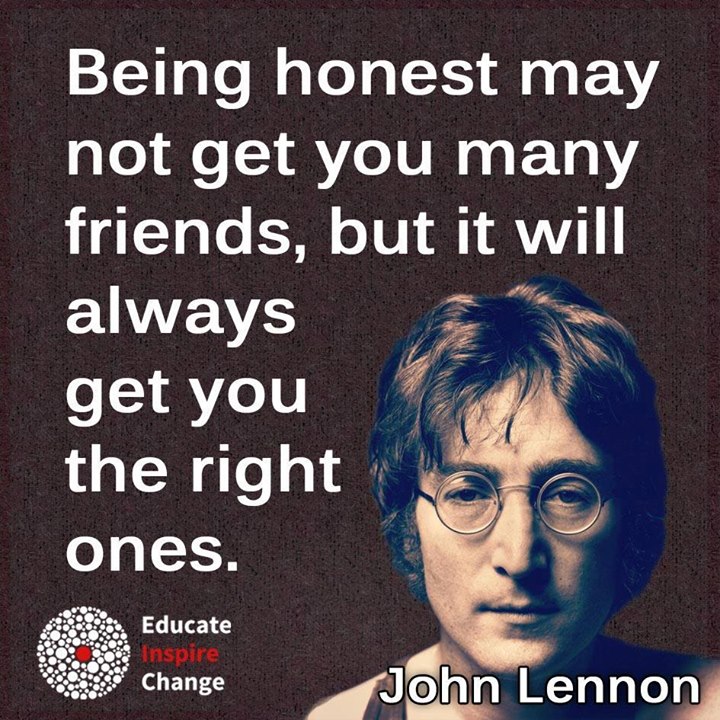 Being honest may
not get you many
friends, but it will
always
get you
the right
ones.
Educate
Inspire
Change
John Lennon